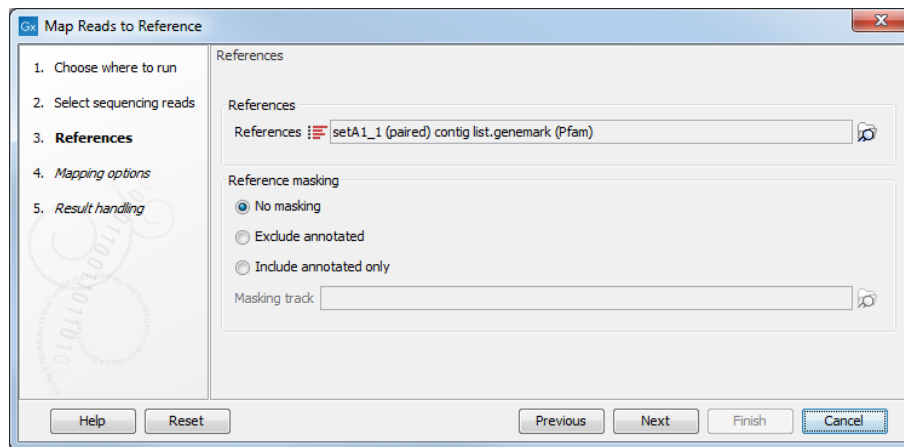 Gx Map Reads to Reference
1. Choose where to run
2. Select sequencing reads
3. References
4. Mapping options
5. Result handling
References
References
References setA1_1 (paired) contig list.genemark (Pfam)
Reference masking
No masking
Exclude annotated
Include annotated only
Masking track
Help Reset Previous Next Finish Cancel